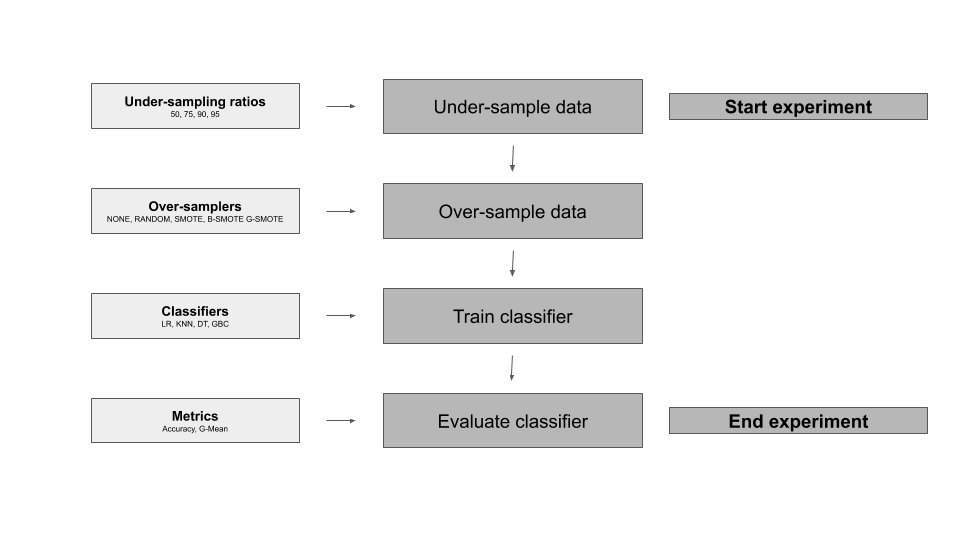 Under-sampling ratios
50, 75, 90, 95
Under-sample data
Start experiment
Over-samplers
NONE, RANDOM, SMOTE, B-SMOTE G-SMOTE
Over-sample data
Classifiers
LR, KNN, DT, GBC
Train classifier
Metrics
Accuracy, G-Mean
Evaluate classifier
End experiment